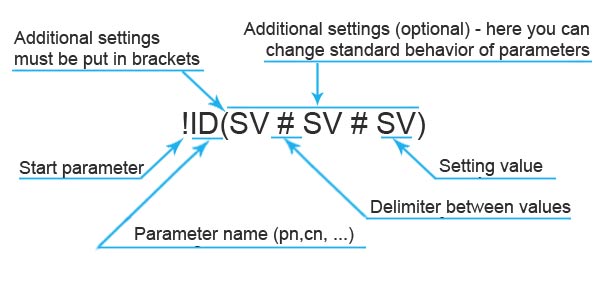 Additional settings
must be put in brackets
Additional settings (optional) - here you can
change standard behavior of parameters
!ID(SV # SV # SV)
Start parameter
Setting value
Delimiter between values
Parameter name (pn,cn, ...)